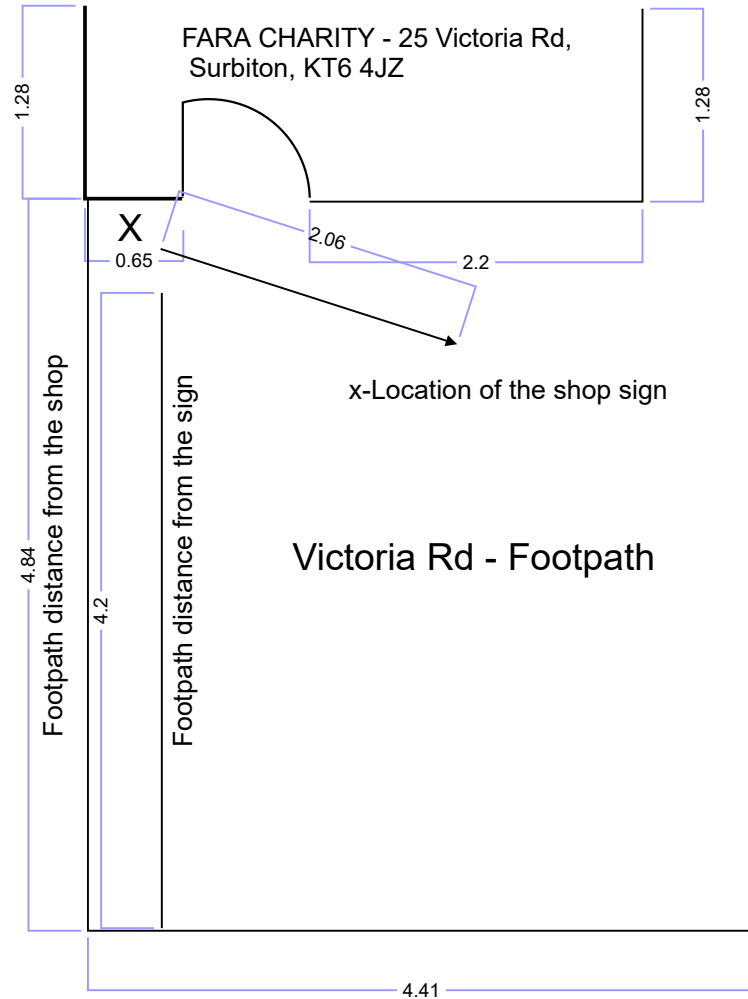 FARA CHARITY - 25 Victoria Rd,
Surbiton, KT6 4JZ
1.28
1.28
X
0.65
2.06
2.2
x-Location of the shop sign
Footpath distance from the shop
Footpath distance from the sign
Victoria Rd - Footpath
4.84
4.2
4.41